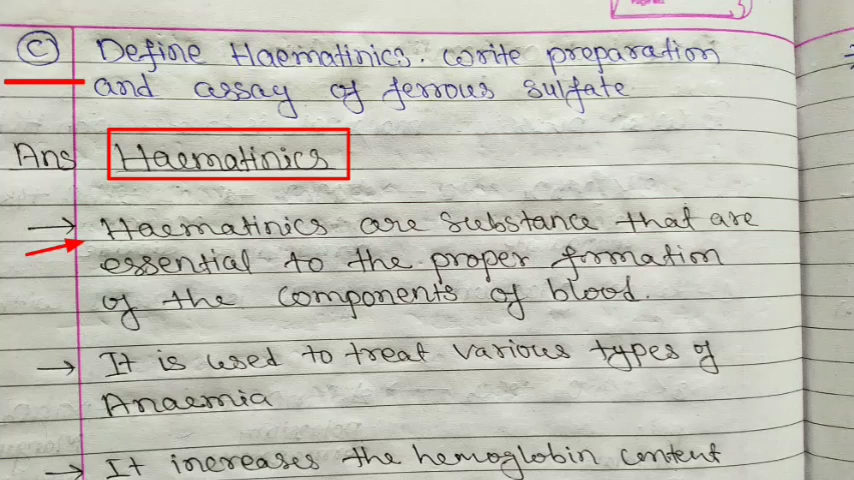 C Define Haematinics. Write preparation
and assay of ferrous sulfate
Ans Haematinics
→ Haematinics are substance that are
essential to the proper formation
of the components of blood.
→ It is used to treat various types of
Anaemia
→ It increases the hemoglobin content